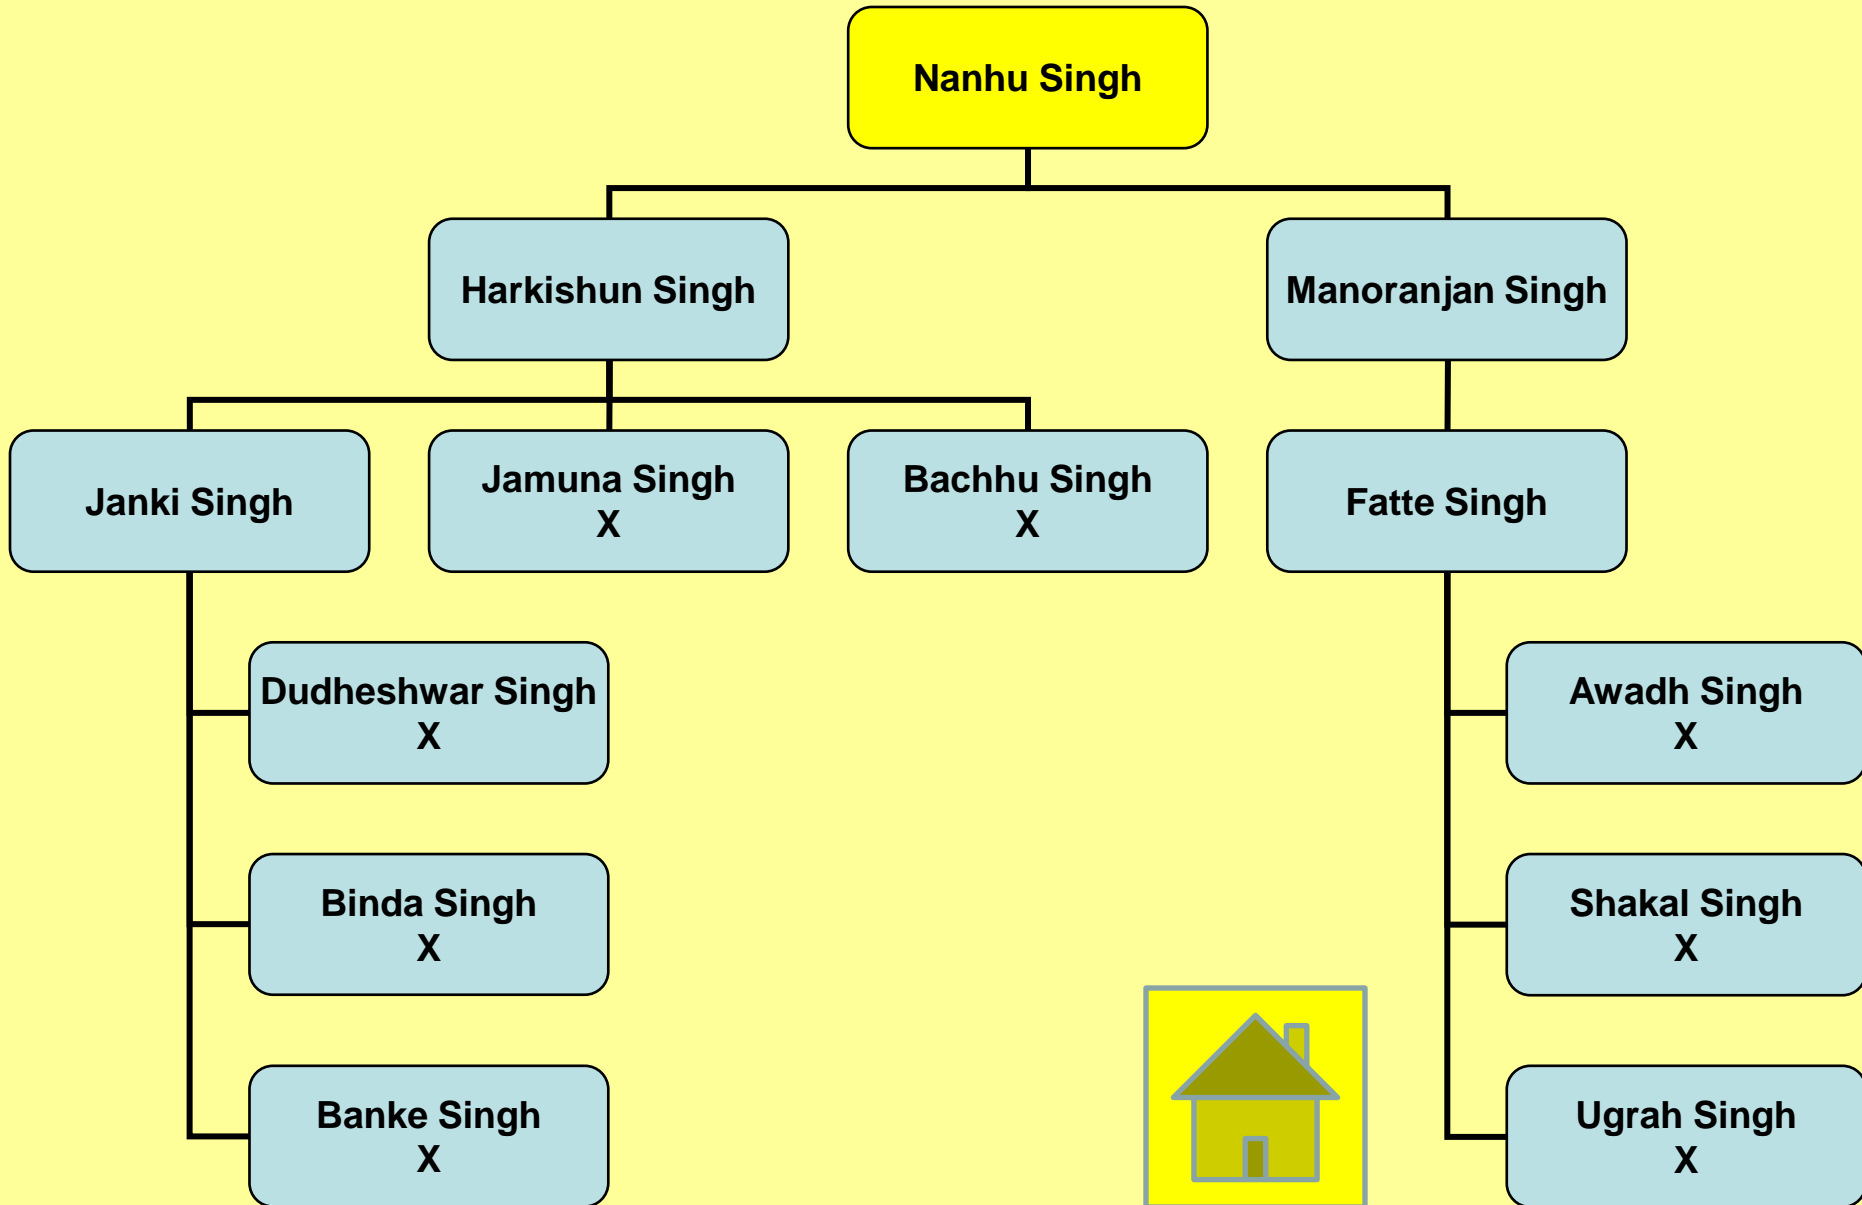 Nanhu Singh
Harkishun Singh
Manoranjan Singh
Janki Singh
Jamuna Singh
X
Bachhu Singh
X
Fatte Singh
Dudheshwar Singh
X
Awadh Singh
X
Binda Singh
X
Shakal Singh
X
Banke Singh
X
Ugrah Singh
X